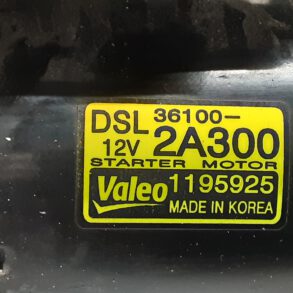 DSL 36100-
12V 2A300
STARTER MOTOR
Valeo 1195925
MADE IN KOREA